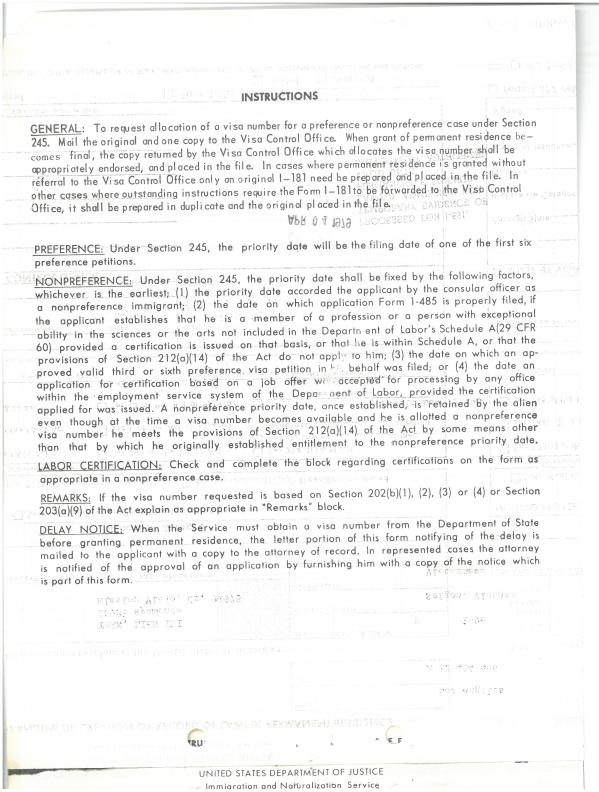 INSTRUCTIONS
GENERAL: To request allocation of a visa number for a preference or nonpreference case under Section
245. Mail the original and one copy to the Visa Control Office. When grant of permanent residence be-
comes final, the copy returned by the Visa Control Office which allocates the visa number shall be
appropriately endorsed, and placed in the file. In cases where permanent residence is granted without
referral to the Visa Control Office only an original I-181 need be prepared and placed in the file. In
other cases where outstanding instructions require the Form I-181 to be forwarded to the Visa Control
Office, it shall be prepared in duplicate and the original placed in the file.
APR 04 1979 PROCESSED FOR I-551
PREFERENCE: Under Section 245, the priority date will be the filing date of one of the first six
preference petitions.
NONPREFERENCE: Under Section 245, the priority date shall be fixed by the following factors,
whichever is the earliest; (1) the priority date accorded the applicant by the consular officer as
a nonpreference immigrant; (2) the date on which application Form I-485 is properly filed, if
the applicant establishes that he is a member of a profession or a person with exceptional
ability in the sciences or the arts not included in the Departm nt of Labor's Schedule A(29 CFR
60) provided a certification is issued on that basis, or that he is within Schedule A, or that the
provisions of Section 212(a)(14) of the Act do not apply to him; (3) the date on which an ap-
proved valid third or sixth preference visa petition in behalf was filed; or (4) the date an
application for certification based on a job offer w accepted for processing by any office
within the employment service system of the Depar ment of Labor, provided the certification
applied for was issued. A nonpreference priority date, once established, is retained by the alien
even though at the time a visa number becomes available and he is allotted a nonpreference
visa number he meets the provisions of Section 212(a)(14) of the Act by some means other
than that by which he originally established entitlement to the nonpreference priority date.
LABOR CERTIFICATION: Check and complete the block regarding certifications on the form as
appropriate in a nonpreference case.
REMARKS: If the visa number requested is based on Section 202(b)(1), (2), (3) or (4) or Section
203(a)(9) of the Act explain as appropriate in "Remarks" block.
DELAY NOTICE: When the Service must obtain a visa number from the Department of State
before granting permanent residence, the letter portion of this form notifying of the delay is
mailed to the applicant with a copy to the attorney of record. In represented cases the attorney
is notified of the approval of an application by furnishing him with a copy of the notice which
is part of this form.
UNITED STATES DEPARTMENT OF JUSTICE
Immigration and Naturalization Service